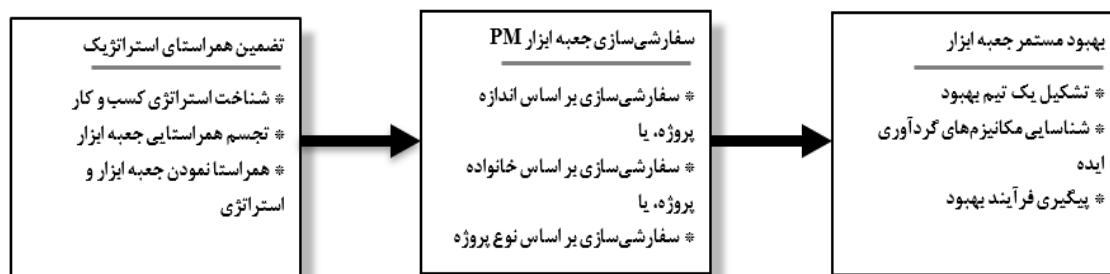 تضمین همراستای استراتژیک
* شناخت استراتژی کسب و کار
* تجسم همراستایی جعبه ابزار
* همراستا نمودن جعبه ابزار و
استراتژی
سفارشی‌سازی جعبه ابزار PM
* سفارشی‌سازی بر اساس اندازه
پروژه، یا
* سفارشی‌سازی بر اساس خانواده
پروژه، یا
* سفارشی‌سازی بر اساس نوع پروژه
بهبود مستمر جعبه ابزار
* تشکیل یک تیم بهبود
* شناسایی مکانیزم‌های گردآوری
ایده
* پیگیری فرآیند بهبود